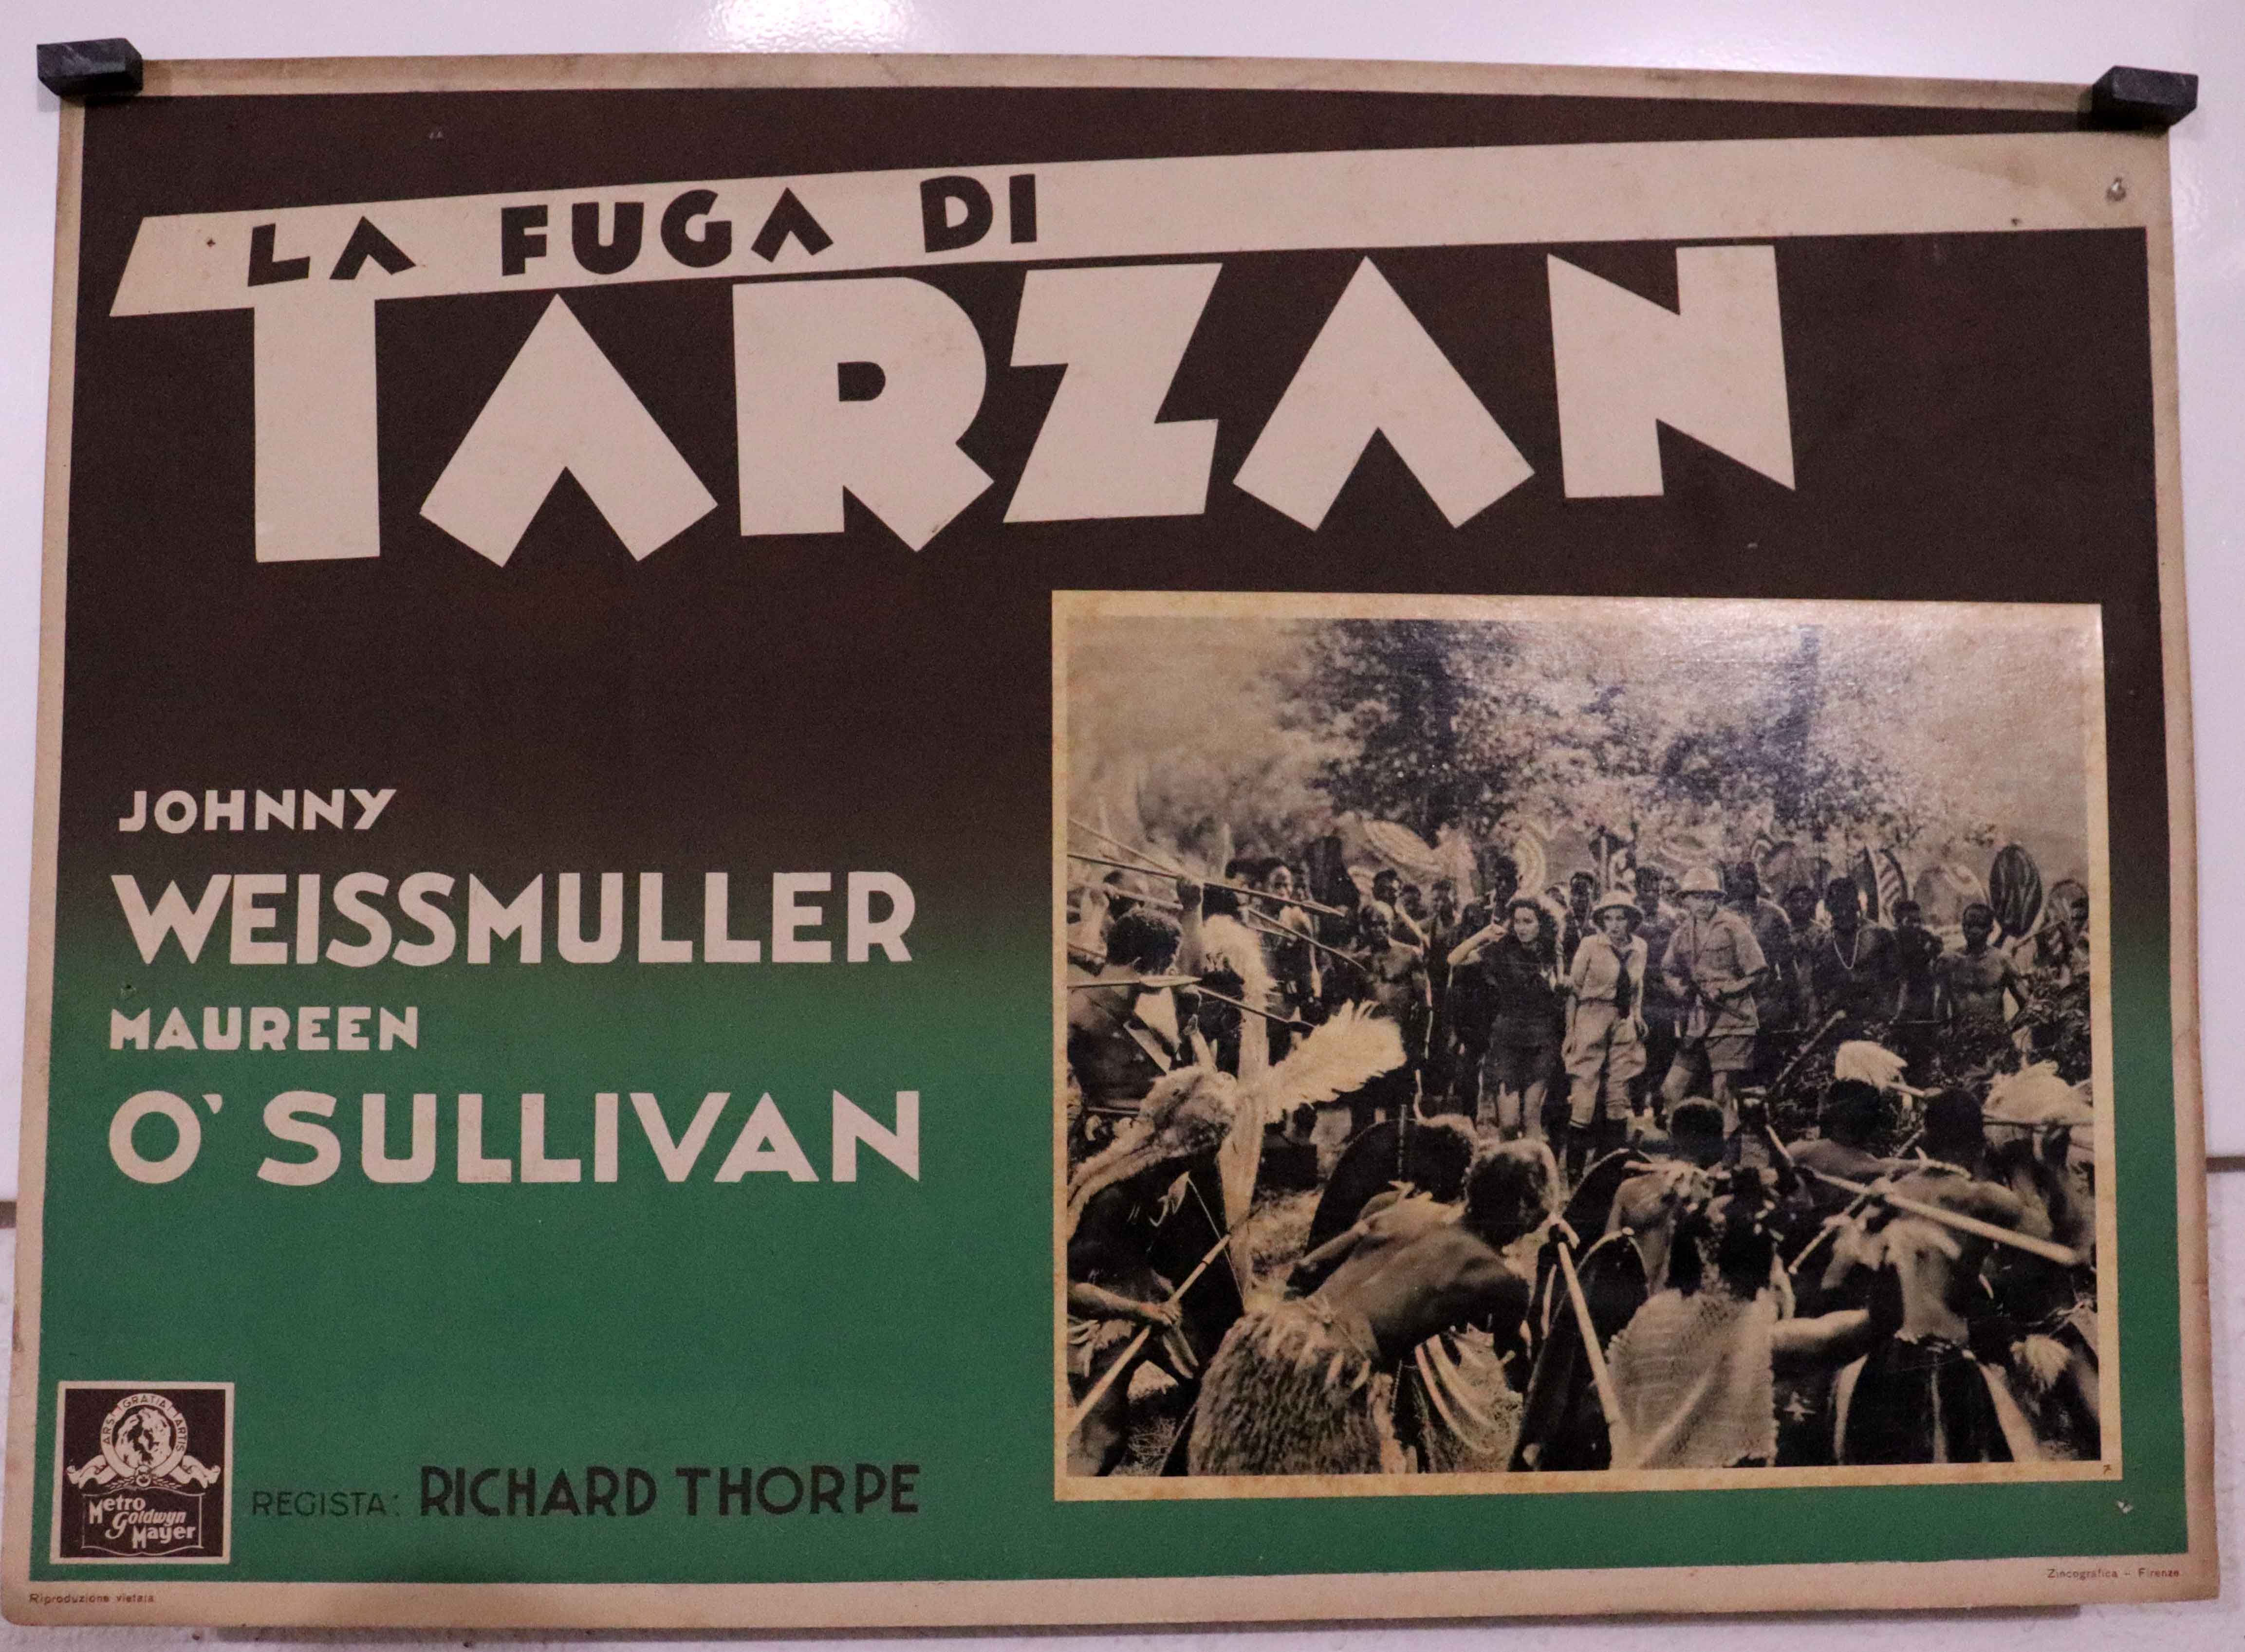 LA FUGA DI
TARZAN
JOHNNY
WEISSMULLER
MAUREEN
O'SULLIVAN
ARS GRATIA ARTIS
Metro
Goldwyn
Mayer
REGISTA: RICHARD THORPE
Riproduzione vietata
Zincografica - Firenze